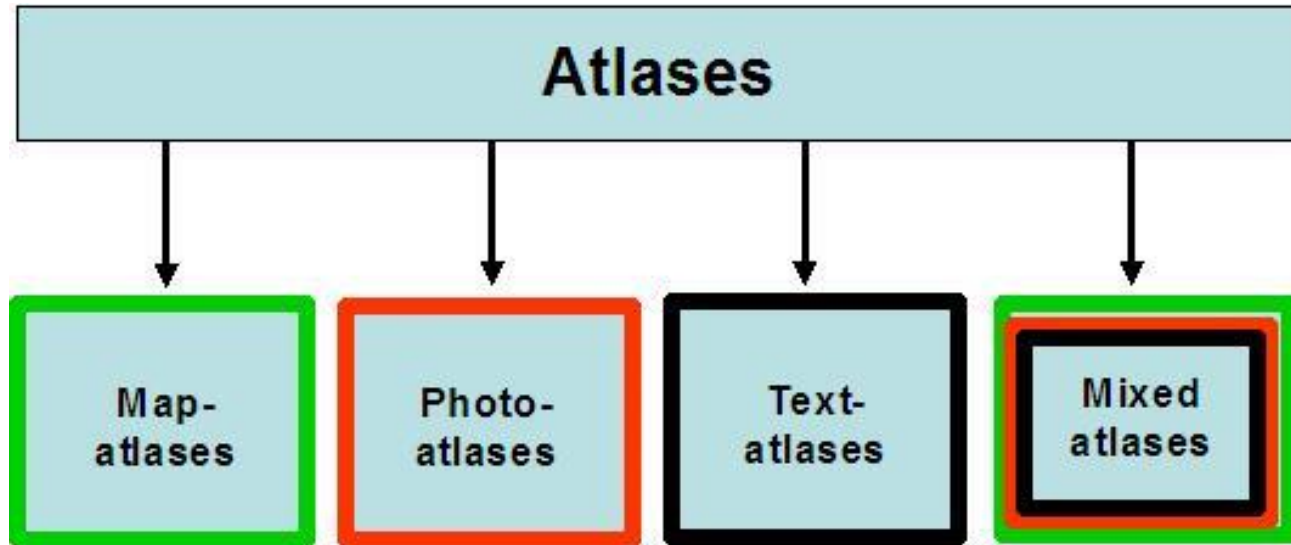 Atlases
Map-
atlases
Photo-
atlases
Text-
atlases
Mixed
atlases